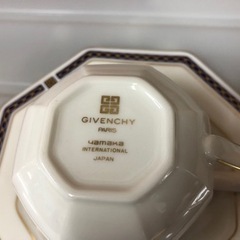 GIVENCHY
PARIS
yamaka
INTERNATIONAL
JAPAN